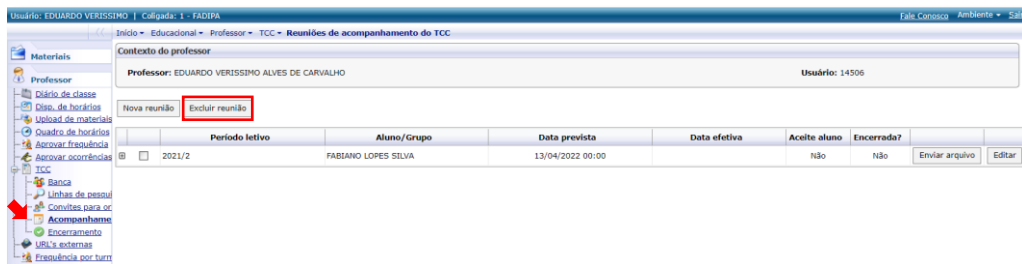 Usuário: EDUARDO VERISSIMO | Coligada: 1 - FADIPA
Fale Conosco Ambiente
Início Educacional Professor TCC Reuniões de acompanhamento do TCC
Materiais
Professor
Diário de classe
Disp. de horários
Upload de materiais
Quadro de horários
Aprovar frequência
Aprovar ocorrências
TCC
Banca
Linhas de pesqui
Convites para or
Acompanhame
Encerramento
URL's externas
Frequência por turn
Contexto do professor
Professor: EDUARDO VERISSIMO ALVES DE CARVALHO Usuário: 14506
Nova reunião Excluir reunião
Período letivo Aluno/Grupo Data prevista Data efetiva Aceite aluno Encerrada?
2021/2 FABIANO LOPES SILVA 13/04/2022 00:00 Não Não Enviar arquivo Editar